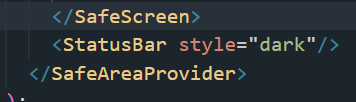 </SafeScreen>
<StatusBar style="dark"/>
</SafeAreaProvider>
);